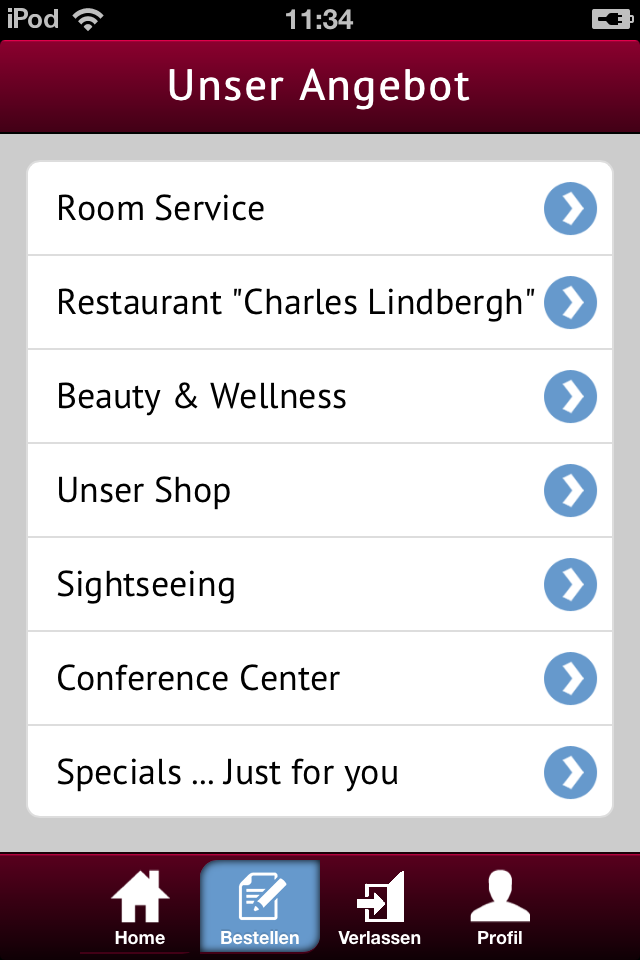 iPod 11:34
Unser Angebot
Room Service
Restaurant "Charles Lindbergh"
Beauty & Wellness
Unser Shop
Sightseeing
Conference Center
Specials ... Just for you
Home Bestellen Verlassen Profil